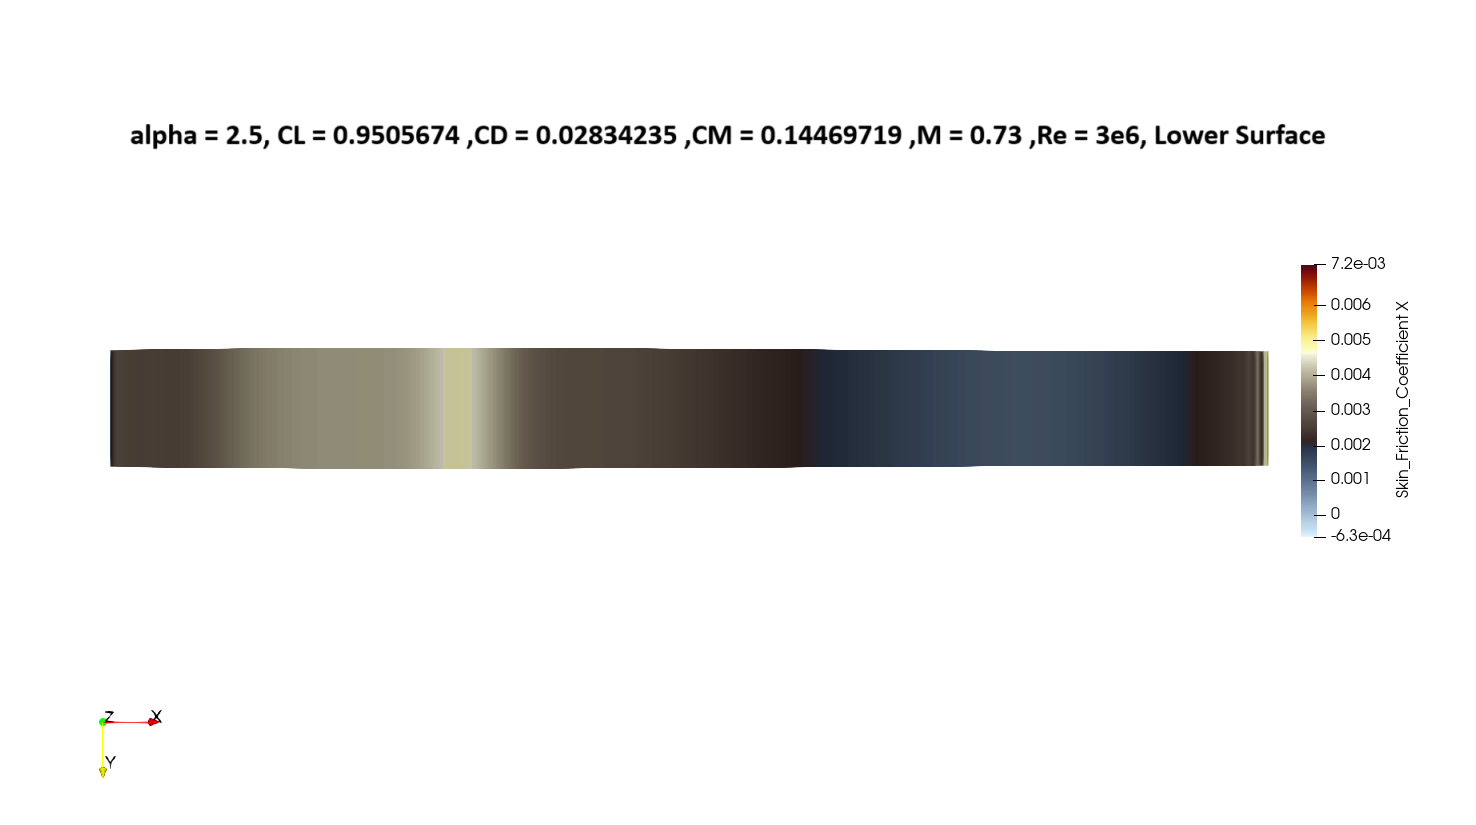 alpha = 2.5, CL = 0.9505674 ,CD = 0.02834235 ,CM = 0.14469719 ,M = 0.73 ,Re = 3e6, Lower Surface
7.2e-03
0.006
0.005
0.004
0.003
0.002
0.001
0
-6.3e-04
Skin_Friction_Coefficient X
Z
X
Y